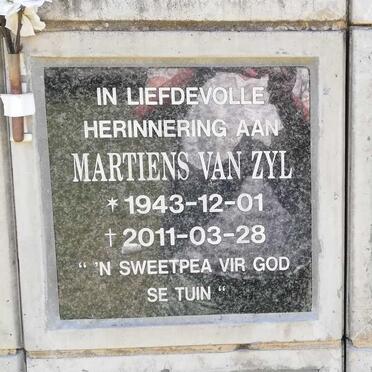 IN LIEFDEVOLLE
HERINNERING AAN
MARTIENS VAN ZYL
* 1943-12-01
† 2011-03-28
" 'N SWEETPEA VIR GOD
SE TUIN "